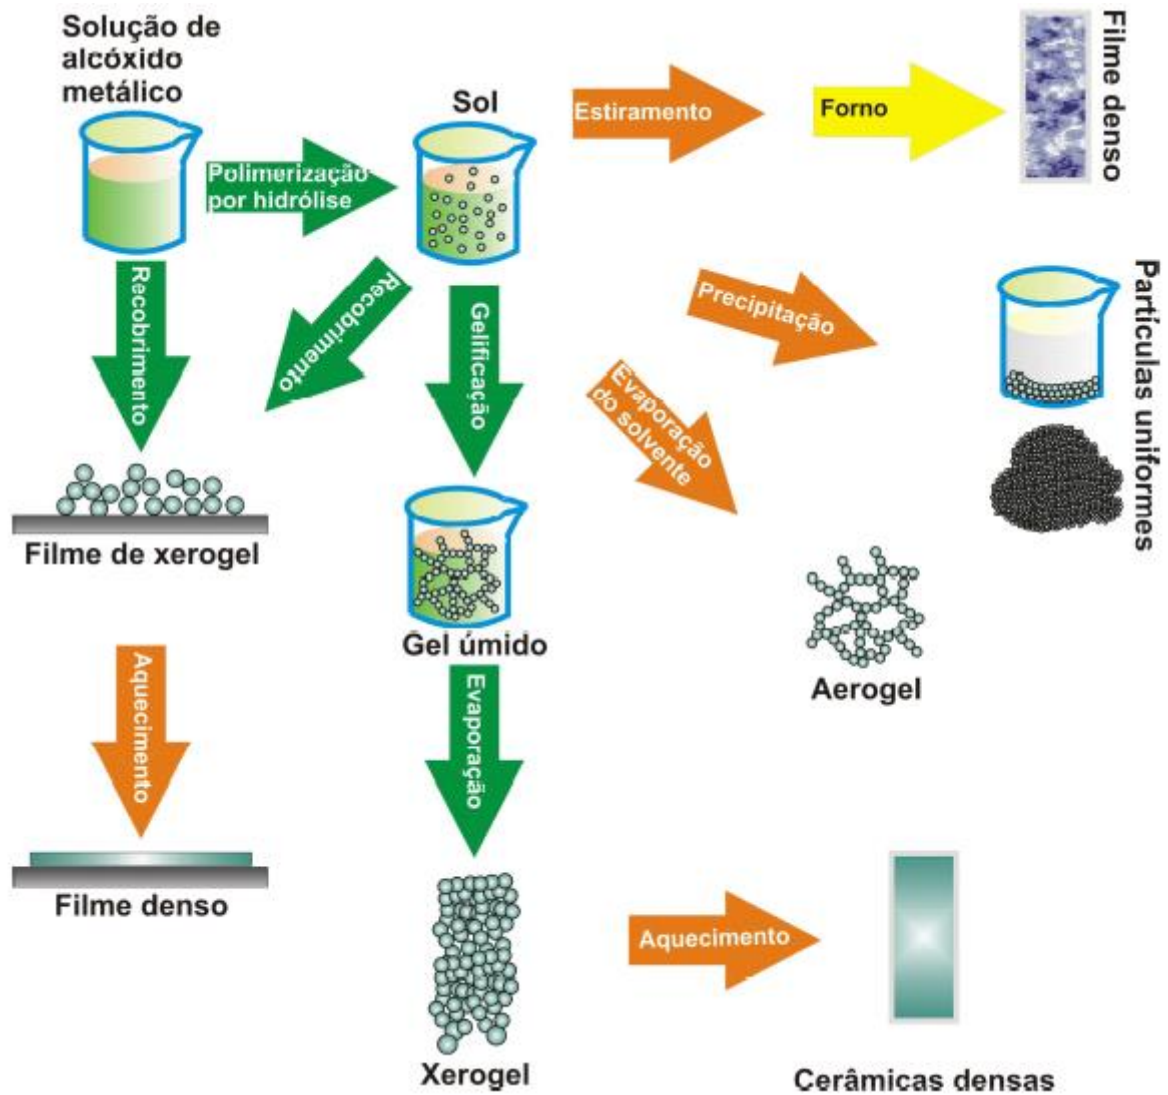 Solução de
alcóxido
metálico
Sol
Estiramento
Forno
Filme denso
Polimerização
por hidrólise
Recobrimento
Recobrimento
Gelificação
Precipitação
Partículas uniformes
Evaporação
do solvente
Filme de xerogel
Gel úmido
Aerogel
Aquecimento
Evaporação
Filme denso
Aquecimento
Xerogel
Cerâmicas densas